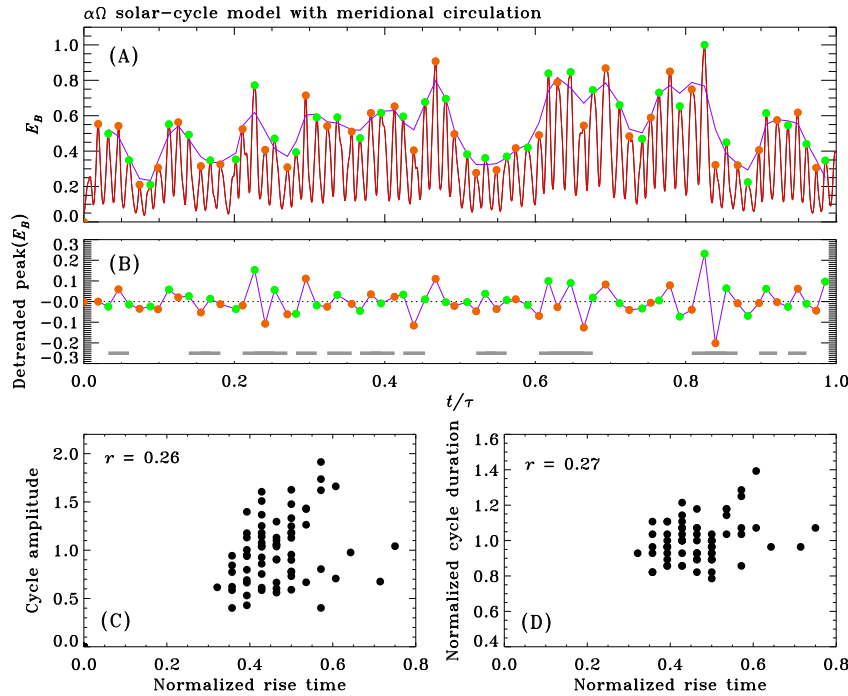 αΩ solar-cycle model with meridional circulation
(A)
E_B
1.0
0.8
0.6
0.4
0.2
0.0
(B)
Detrended peak(E_B)
0.3
0.2
0.1
-0.0
-0.1
-0.2
-0.3
0.0 0.2 0.4 0.6 0.8 1.0
t/τ
r = 0.26
(C)
Cycle amplitude
2.0
1.5
1.0
0.5
0.0
0.0 0.2 0.4 0.6 0.8
Normalized rise time
r = 0.27
(D)
Normalized cycle duration
1.6
1.4
1.2
1.0
0.8
0.6
0.4
0.0 0.2 0.4 0.6 0.8
Normalized rise time